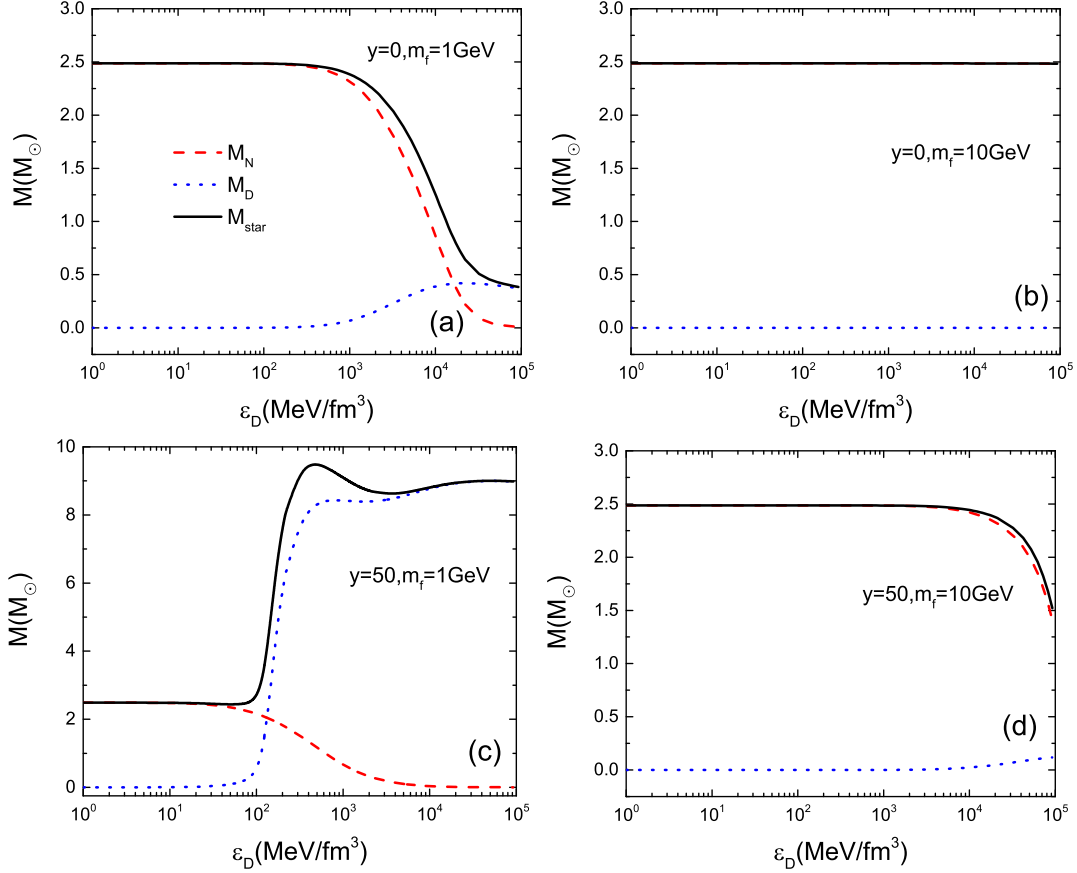 3.0
2.5
2.0
1.5
1.0
0.5
0.0
M(M☉)
y=0,m_f=1GeV
M_N
M_D
M_star
(a)
10^0 10^1 10^2 10^3 10^4 10^5
ε_D(MeV/fm^3)
3.0
2.5
2.0
1.5
1.0
0.5
0.0
M(M☉)
y=0,m_f=10GeV
(b)
10^0 10^1 10^2 10^3 10^4 10^5
ε_D(MeV/fm^3)
10
8
6
4
2
0
M(M☉)
y=50,m_f=1GeV
(c)
10^0 10^1 10^2 10^3 10^4 10^5
ε_D(MeV/fm^3)
3.0
2.5
2.0
1.5
1.0
0.5
0.0
M(M☉)
y=50,m_f=10GeV
(d)
10^0 10^1 10^2 10^3 10^4 10^5
ε_D(MeV/fm^3)